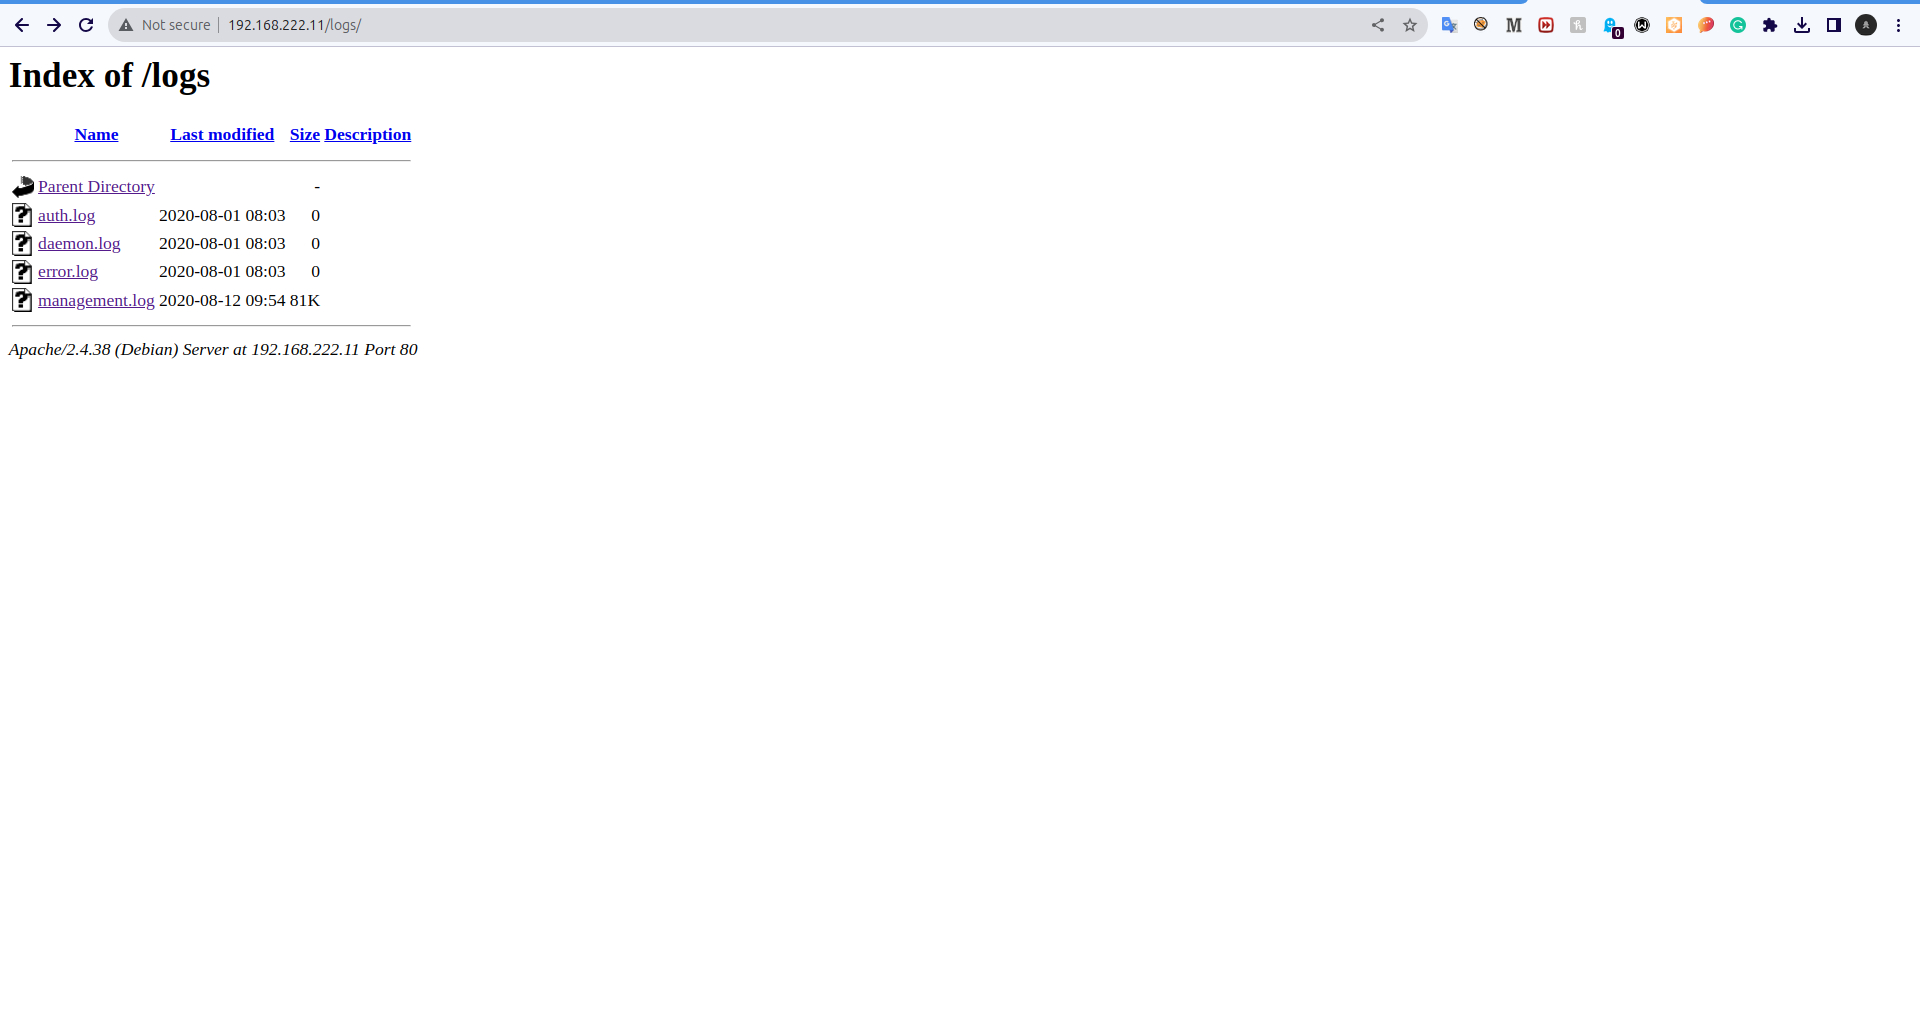 Not secure 192.168.222.11/logs/
0
Index of /logs
Name Last modified Size Description
Parent Directory -
auth.log 2020-08-01 08:03 0
daemon.log 2020-08-01 08:03 0
error.log 2020-08-01 08:03 0
management.log 2020-08-12 09:54 81K
Apache/2.4.38 (Debian) Server at 192.168.222.11 Port 80